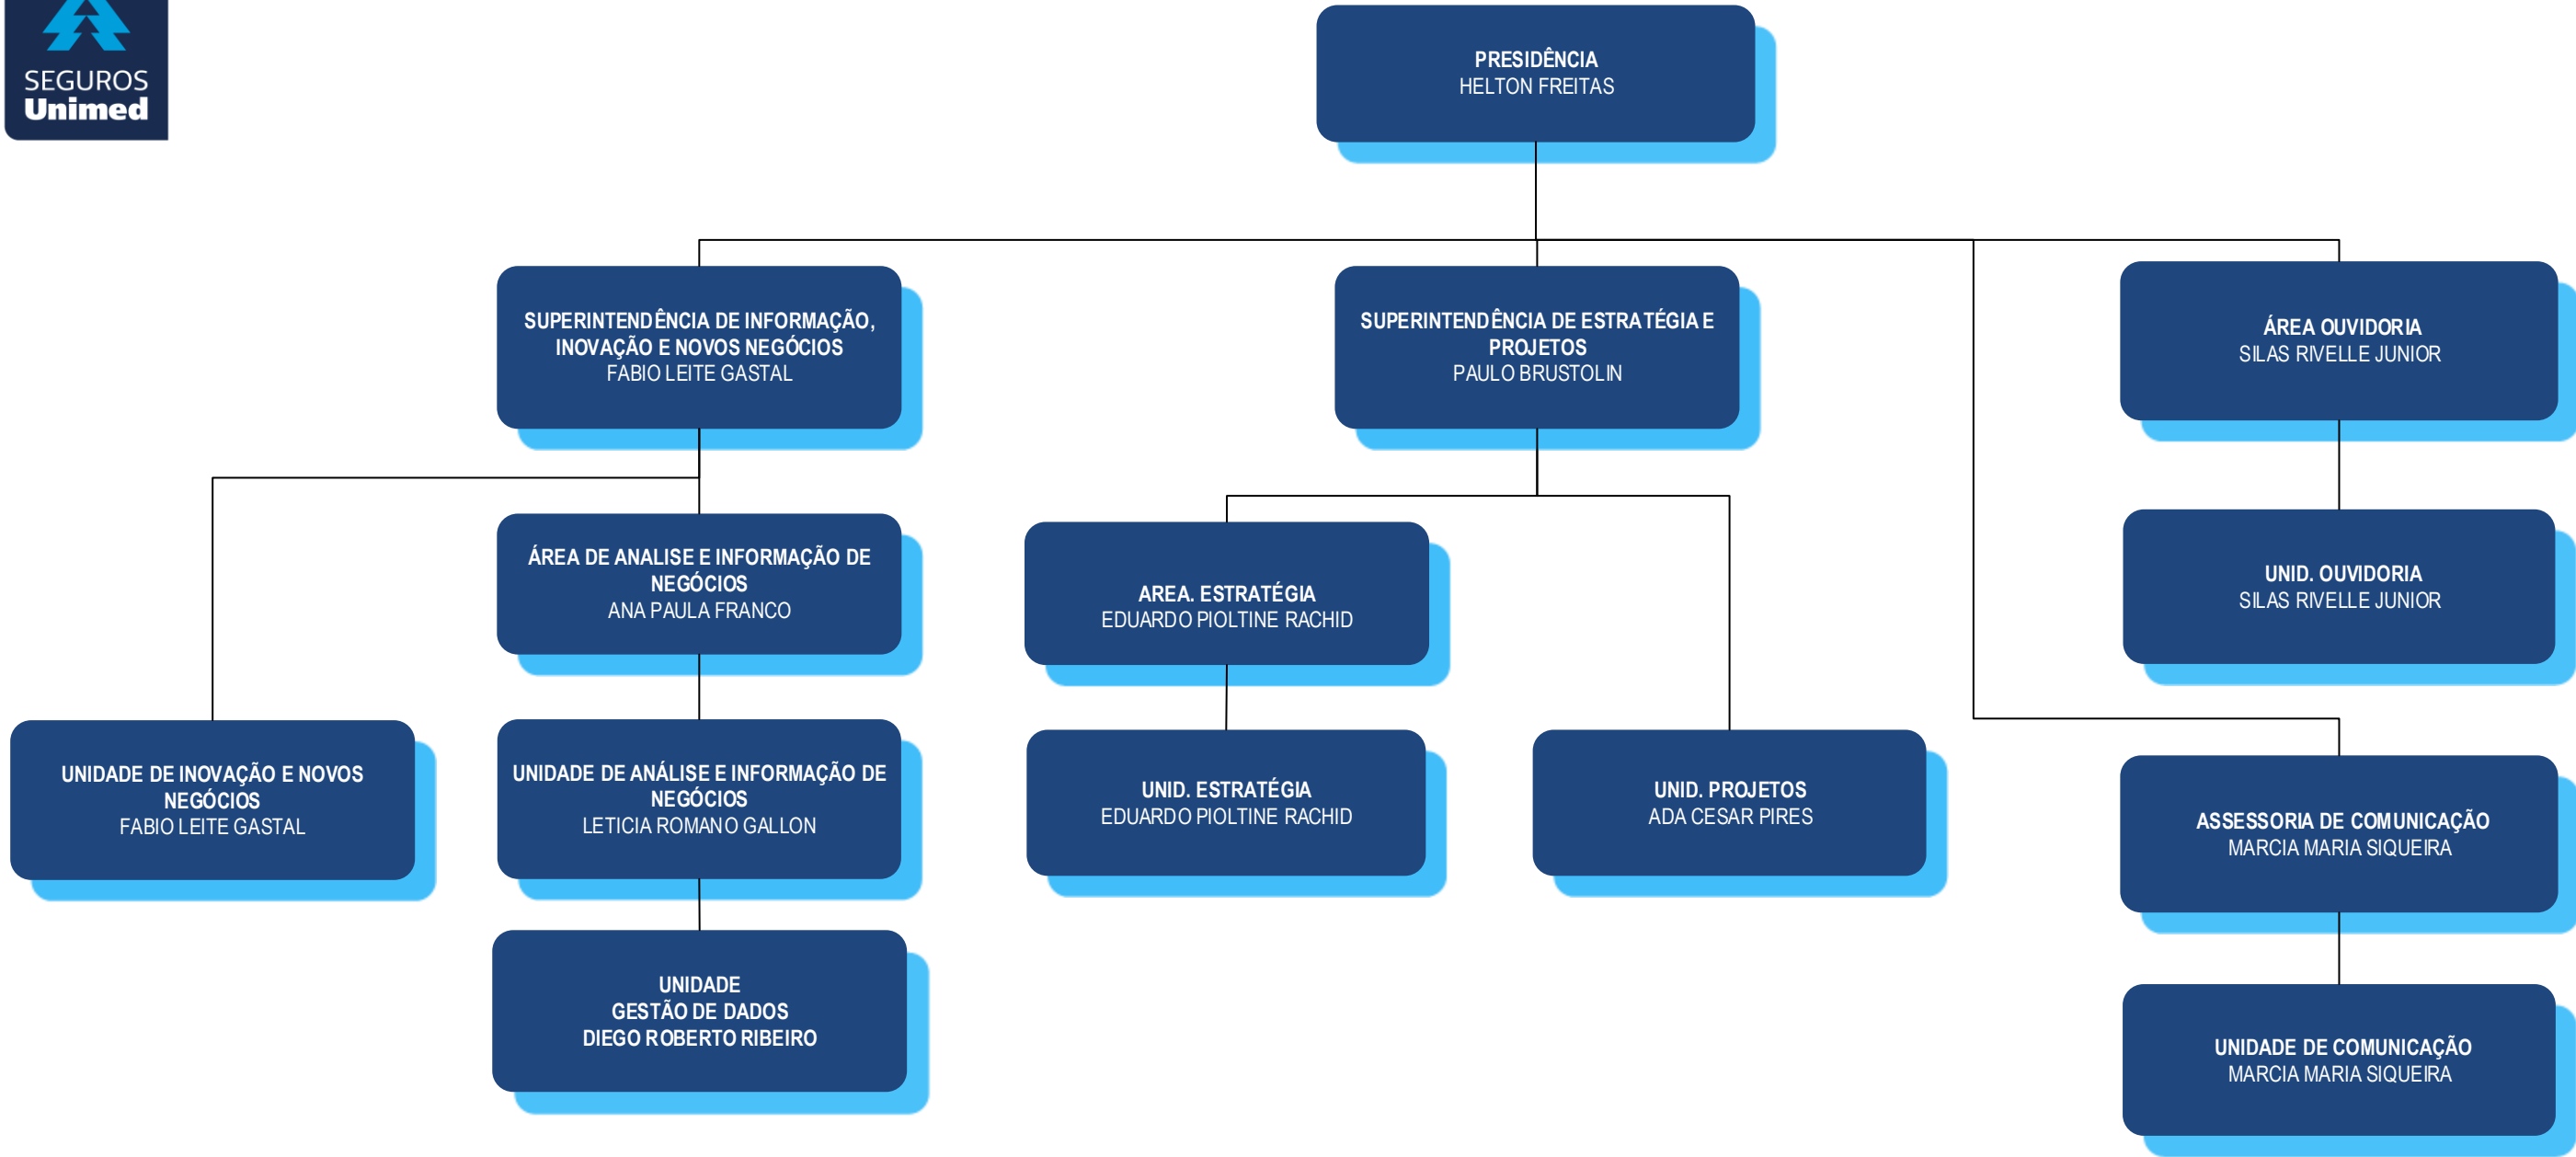 SEGUROS
Unimed
PRESIDÊNCIA
HELTON FREITAS
SUPERINTENDÊNCIA DE INFORMAÇÃO,
INOVAÇÃO E NOVOS NEGÓCIOS
FABIO LEITE GASTAL
SUPERINTENDÊNCIA DE ESTRATÉGIA E
PROJETOS
PAULO BRUSTOLIN
ÁREA OUVIDORIA
SILAS RIVELLE JUNIOR
ÁREA DE ANALISE E INFORMAÇÃO DE
NEGÓCIOS
ANA PAULA FRANCO
AREA. ESTRATÉGIA
EDUARDO PIOLTINE RACHID
UNID. OUVIDORIA
SILAS RIVELLE JUNIOR
UNIDADE DE INOVAÇÃO E NOVOS
NEGÓCIOS
FABIO LEITE GASTAL
UNIDADE DE ANÁLISE E INFORMAÇÃO DE
NEGÓCIOS
LETICIA ROMANO GALLON
UNID. ESTRATÉGIA
EDUARDO PIOLTINE RACHID
UNID. PROJETOS
ADA CESAR PIRES
ASSESSORIA DE COMUNICAÇÃO
MARCIA MARIA SIQUEIRA
UNIDADE
GESTÃO DE DADOS
DIEGO ROBERTO RIBEIRO
UNIDADE DE COMUNICAÇÃO
MARCIA MARIA SIQUEIRA